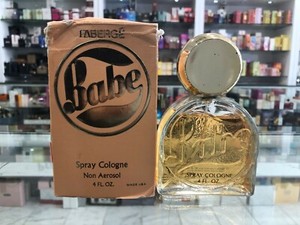 FABERGÉ
Babe
Spray Cologne
Non Aerosol
4 FL. OZ.
Babe
SPRAY COLOGNE
4 FL. OZ.